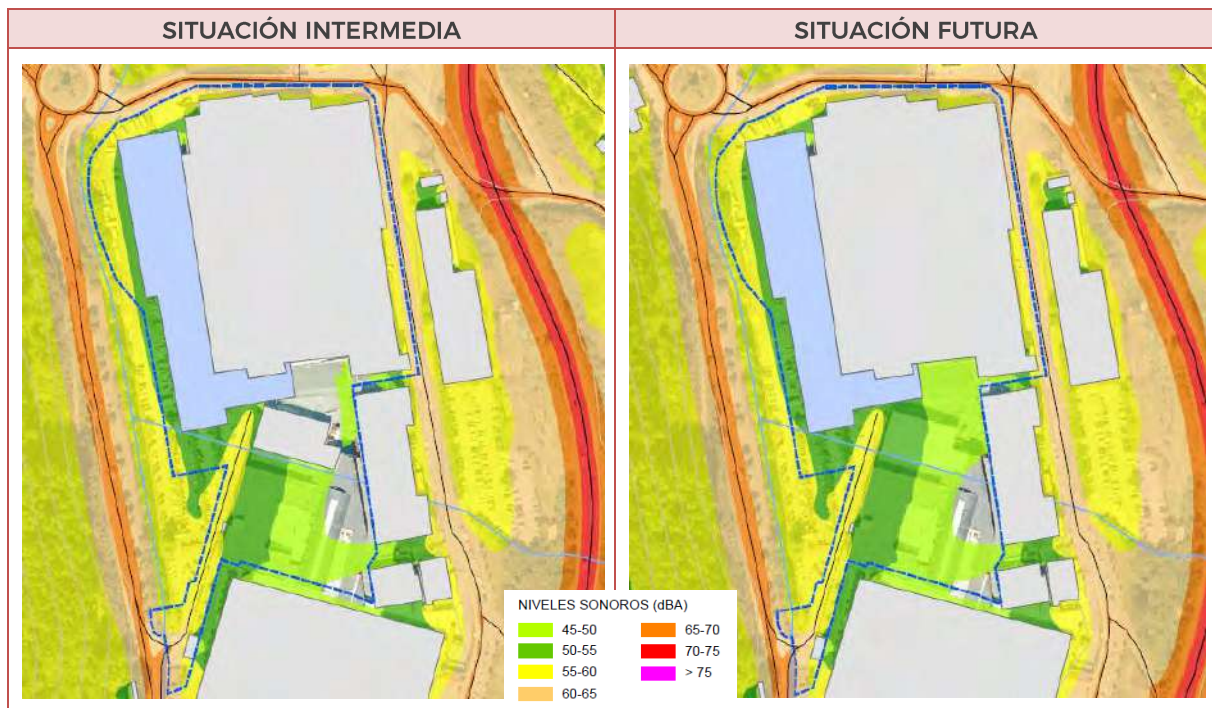 SITUACIÓN INTERMEDIA
SITUACIÓN FUTURA
NIVELES SONOROS (dBA)
45-50
50-55
55-60
60-65
65-70
70-75
> 75